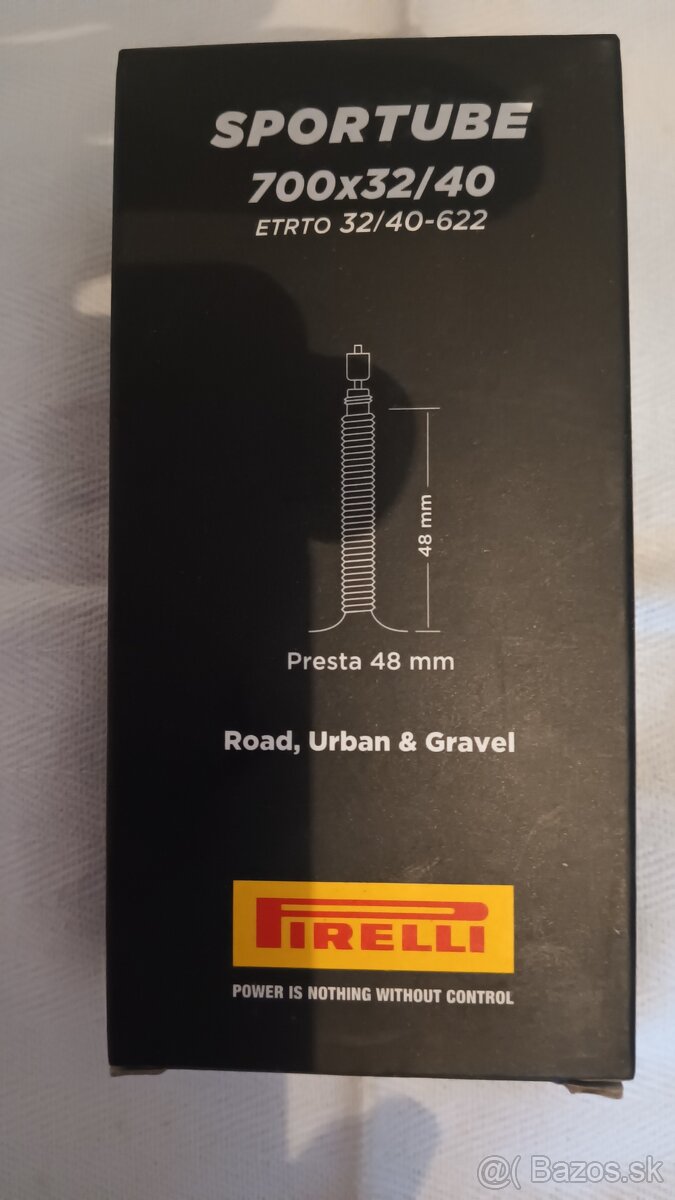 SPORTUBE
700x32/40
ETRTO 32/40-622
48 mm
Presta 48 mm
Road, Urban & Gravel
PIRELLI
POWER IS NOTHING WITHOUT CONTROL
@( Bazos.sk